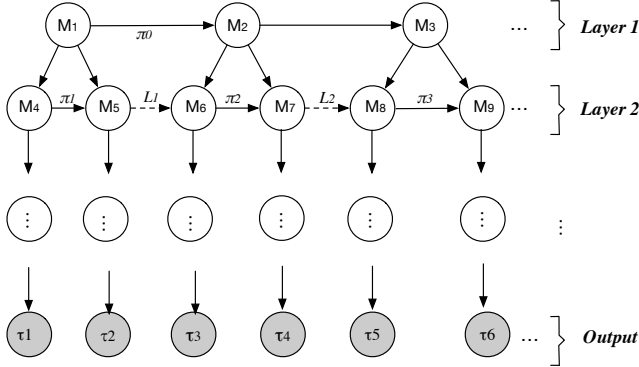 M1 π0 M2 M3 ... Layer 1
M4 π1 M5 L1 M6 π2 M7 L2 M8 π3 M9 ... Layer 2
⋮ ⋮ ⋮ ⋮ ⋮ ⋮ ⋮
τ1 τ2 τ3 τ4 τ5 τ6 ... Output